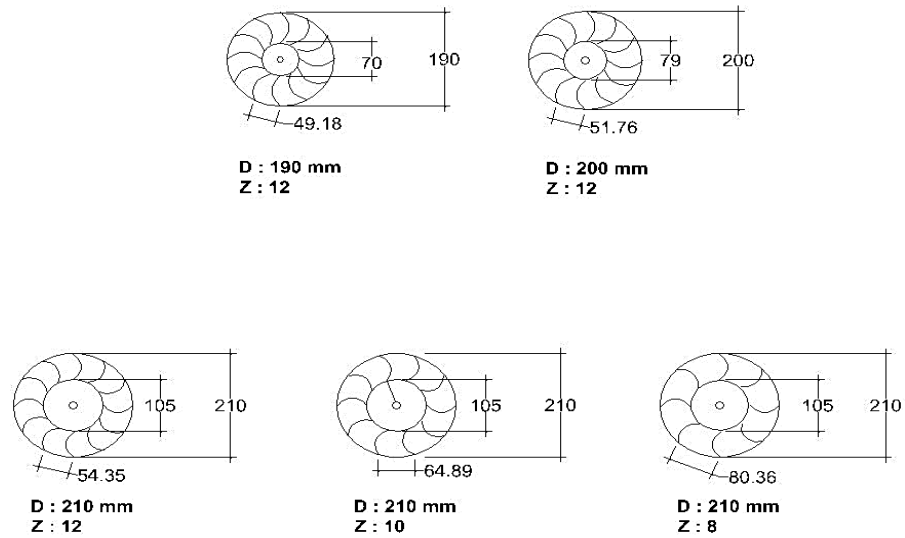 70
190
49.18
D : 190 mm
Z : 12
79
200
51.76
D : 200 mm
Z : 12
105
210
54.35
D : 210 mm
Z : 12
105
210
64.89
D : 210 mm
Z : 10
105
210
80.36
D : 210 mm
Z : 8